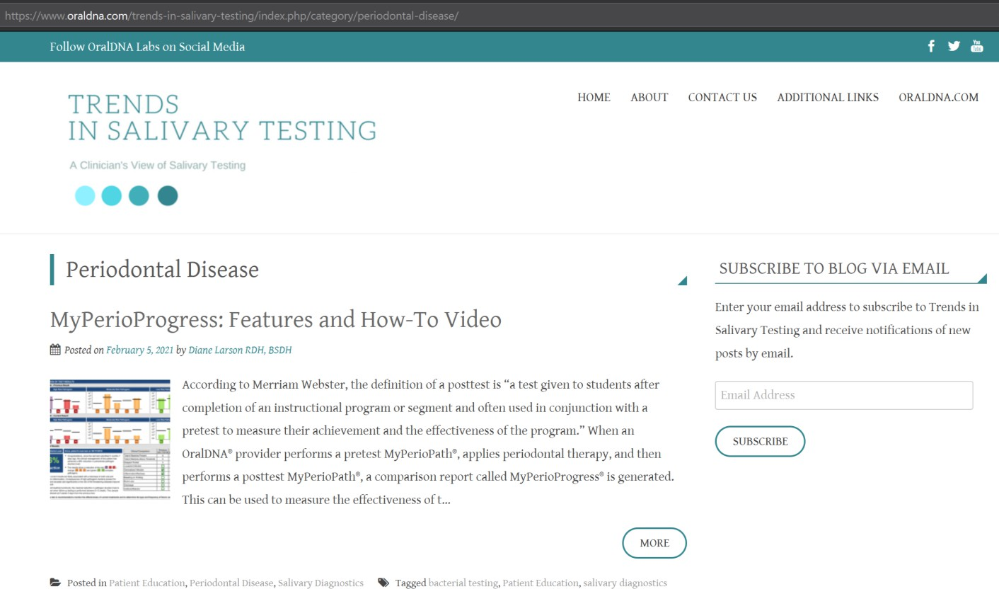 https://www.oraldna.com/trends-in-salivary-testing/index.php/category/periodontal-disease/
Follow OralDNA Labs on Social Media
You
Tube
HOME ABOUT CONTACT US ADDITIONAL LINKS ORALDNA.COM
TRENDS
IN SALIVARY TESTING
A Clinician's View of Salivary Testing
Periodontal Disease
MyPerioProgress: Features and How-To Video
Posted on February 5, 2021 by Diane Larson RDH, BSDH
According to Merriam Webster, the definition of a posttest is “a test given to students after
completion of an instructional program or segment and often used in conjunction with a
pretest to measure their achievement and the effectiveness of the program.” When an
OralDNA® provider performs a pretest MyPerioPath®, applies periodontal therapy, and then
performs a posttest MyPerioPath®, a comparison report called MyPerioProgress® is generated.
This can be used to measure the effectiveness of t...
MORE
Posted in Patient Education, Periodontal Disease, Salivary Diagnostics Tagged bacterial testing, Patient Education, salivary diagnostics
SUBSCRIBE TO BLOG VIA EMAIL
Enter your email address to subscribe to Trends in
Salivary Testing and receive notifications of new
posts by email.
Email Address
SUBSCRIBE